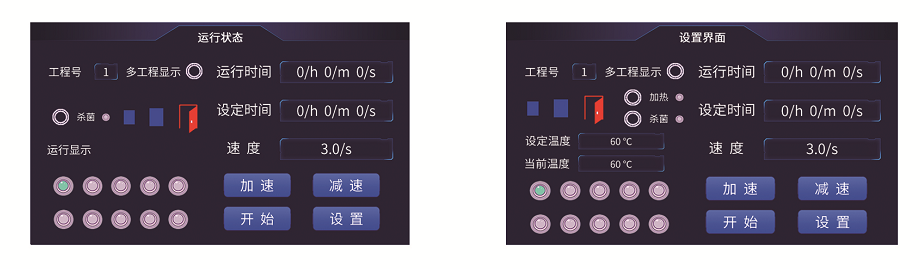 运行状态
工程号 1 多工程显示 运行时间 0/h 0/m 0/s
杀菌 设定时间 0/h 0/m 0/s
运行显示 速 度 3.0/s
加 速 减 速
开 始 设 置
设置界面
工程号 1 多工程显示 运行时间 0/h 0/m 0/s
加热
杀菌 设定时间 0/h 0/m 0/s
设定温度 60 ℃ 速 度 3.0/s
当前温度 60 ℃
加 速 减 速
开 始 设 置